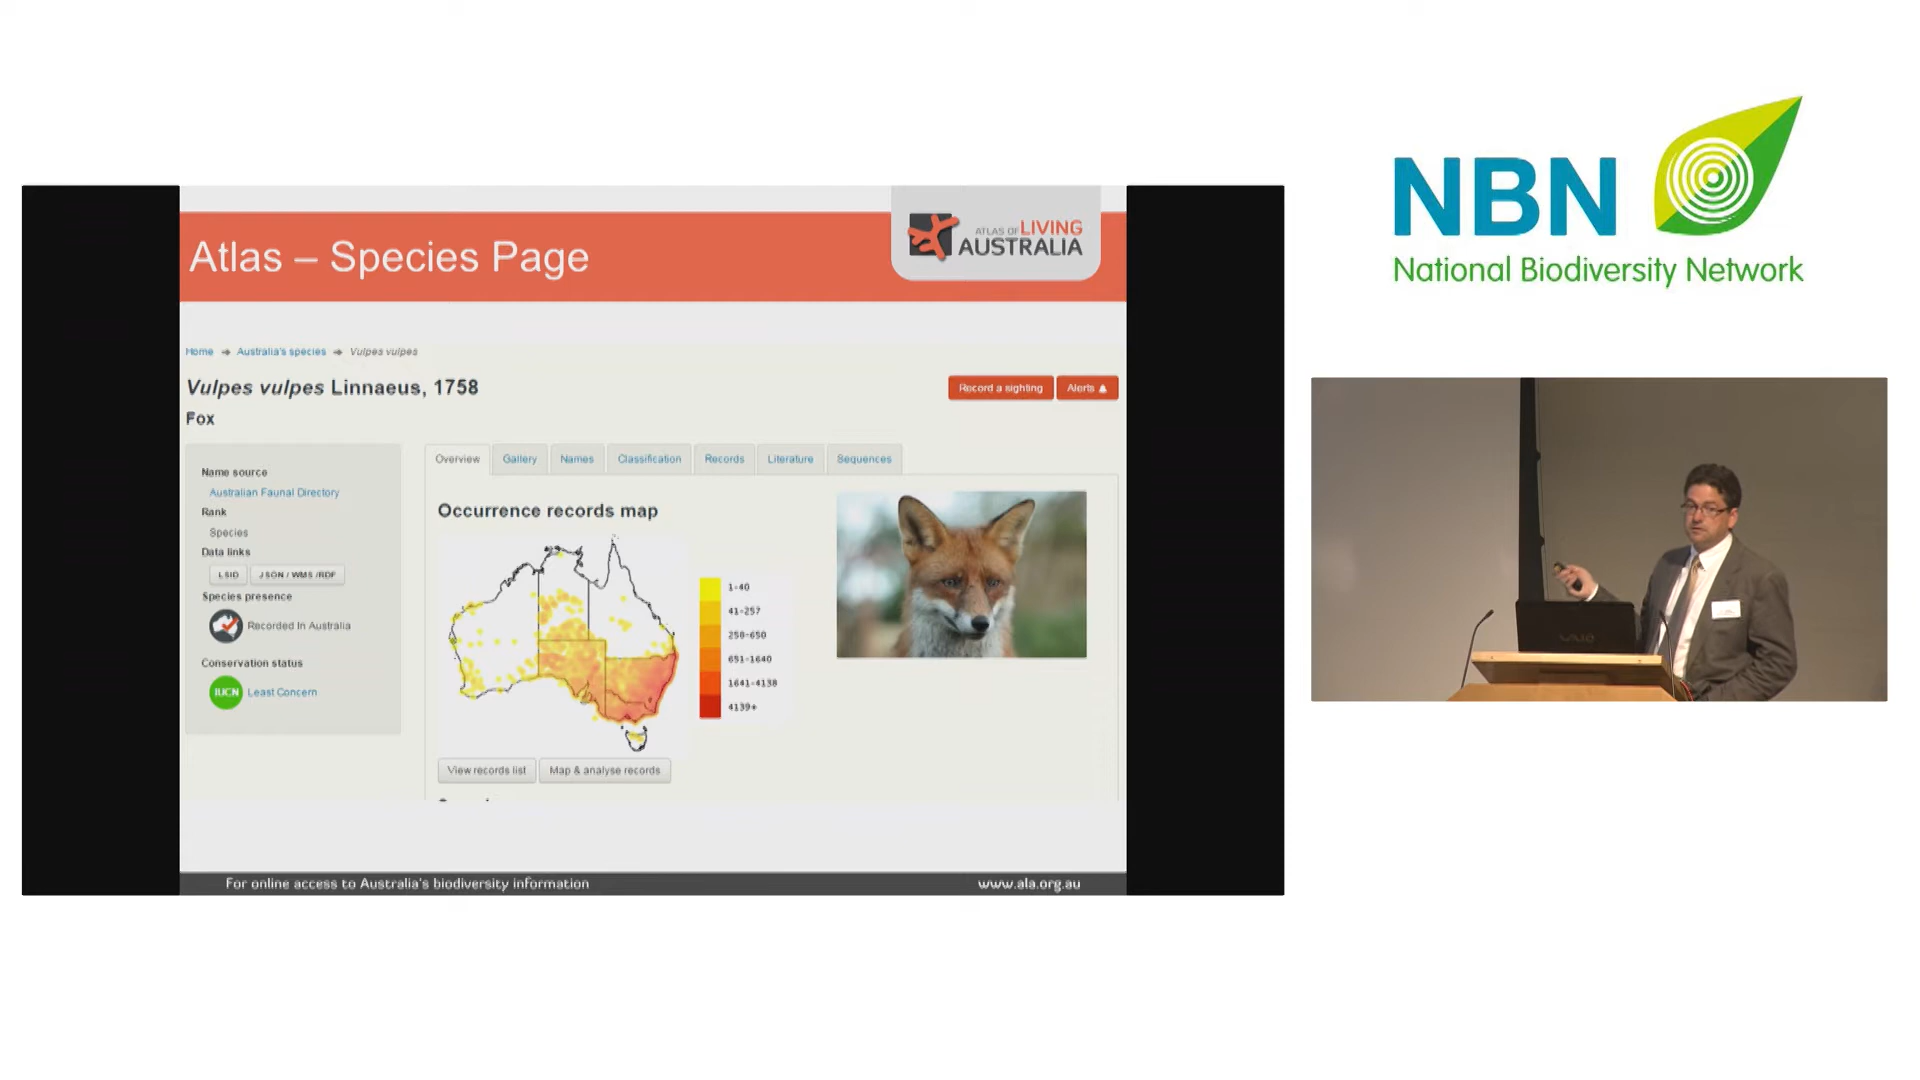 Atlas – Species Page
ATLAS OF LIVING
AUSTRALIA
Home ➔ Australia's species ➔ Vulpes vulpes
Vulpes vulpes Linnaeus, 1758
Fox
Record a sighting
Alerts
Name source
Australian Faunal Directory
Rank
Species
Data links
LSID
JSON / WMS /RDF
Species presence
Recorded In Australia
Conservation status
IUCN
Least Concern
Overview
Gallery
Names
Classification
Records
Literature
Sequences
Occurrence records map
1-40
41-257
258-650
651-1640
1641-4138
4139+
View records list
Map & analyse records
For online access to Australia's biodiversity information
www.ala.org.au
NBN
National Biodiversity Network
VAIO